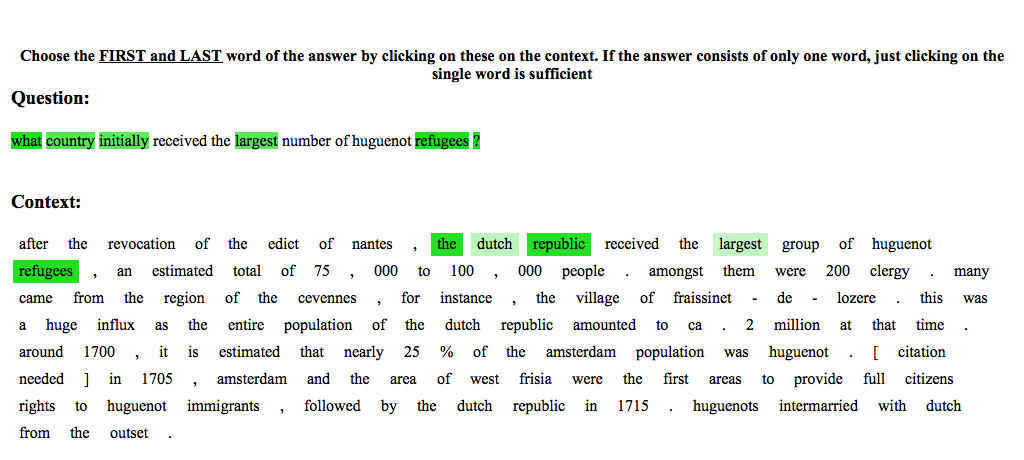 Choose the FIRST and LAST word of the answer by clicking on these on the context. If the answer consists of only one word, just clicking on the
single word is sufficient
Question:
what country initially received the largest number of huguenot refugees ?
Context:
after the revocation of the edict of nantes , the dutch republic received the largest group of huguenot
refugees , an estimated total of 75 , 000 to 100 , 000 people . amongst them were 200 clergy . many
came from the region of the cevennes , for instance , the village of fraissinet - de - lozere . this was
a huge influx as the entire population of the dutch republic amounted to ca . 2 million at that time .
around 1700 , it is estimated that nearly 25 % of the amsterdam population was huguenot . [ citation
needed ] in 1705 , amsterdam and the area of west frisia were the first areas to provide full citizens
rights to huguenot immigrants , followed by the dutch republic in 1715 . huguenots intermarried with dutch
from the outset .